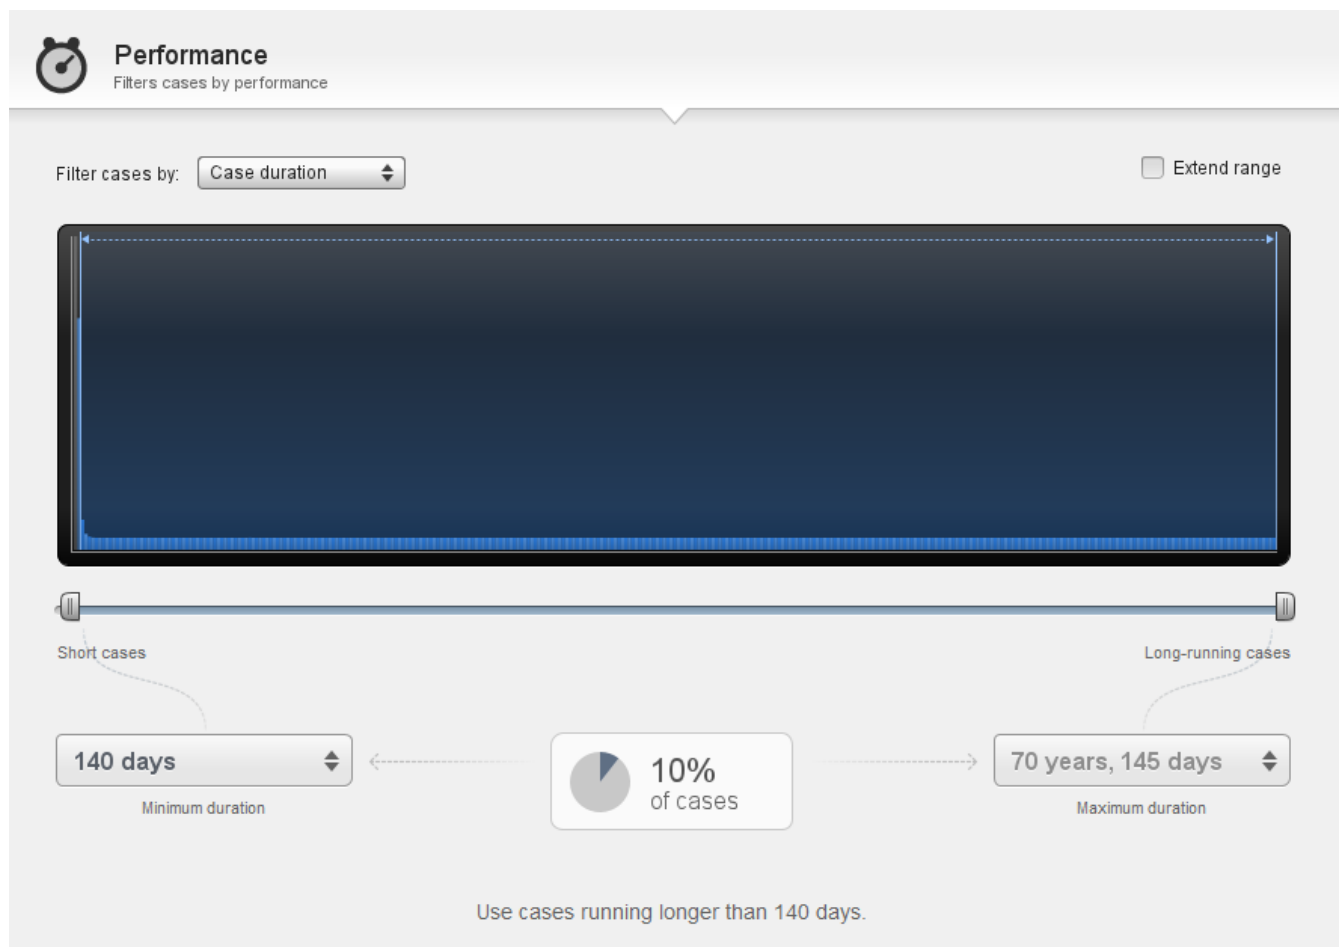 Performance
Filters cases by performance
Filter cases by: Case duration
Extend range
Short cases
Long-running cases
140 days
10%
of cases
70 years, 145 days
Minimum duration
Maximum duration
Use cases running longer than 140 days.